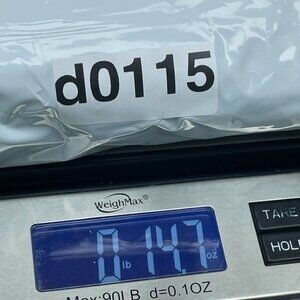 d0115
WeighMax®
0 lb 14.7 oz
TARE
HOLD
Max:90LB d=0.1OZ